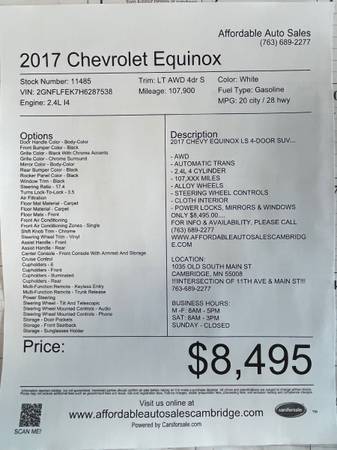 Affordable Auto Sales
(763) 689-2277
2017 Chevrolet Equinox
Stock Number: 11485
Trim: LT AWD 4dr S
Color: White
VIN: 2GNFLFEK7H6287538
Mileage: 107,900
Fuel Type: Gasoline
Engine: 2.4L I4
MPG: 20 city / 28 hwy
Options
Door Handle Color - Body-Color
Front Bumper Color - Black
Grille Color - Black With Chrome Accents
Grille Color - Chrome Surround
Mirror Color - Body-Color
Rear Bumper Color - Black
Rocker Panel Color - Black
Window Trim - Black
Steering Ratio - 17.4
Turns Lock-To-Lock - 3.5
Air Filtration
Floor Mat Material - Carpet
Floor Material - Carpet
Floor Mats - Front
Front Air Conditioning
Front Air Conditioning Zones - Single
Shift Knob Trim - Chrome
Steering Wheel Trim - Vinyl
Assist Handle - Front
Assist Handle - Rear
Center Console - Front Console With Armrest And Storage
Cruise Control
Cupholders - 6
Cupholders - Front
Cupholders - Illuminated
Cupholders - Rear
Multi-Function Remote - Keyless Entry
Multi-Function Remote - Trunk Release
Power Steering
Steering Wheel - Tilt And Telescopic
Steering Wheel Mounted Controls - Audio
Steering Wheel Mounted Controls - Phone
Storage - Door Pockets
Storage - Front Seatback
Storage - Sunglasses Holder
Description
2017 CHEVY EQUINOX LS 4-DOOR SUV...
- AWD
- AUTOMATIC TRANS
- 2.4L 4 CYLINDER
- 107,XXX MILES
- ALLOY WHEELS
- STEERING WHEEL CONTROLS
- CLOTH INTERIOR
- POWER LOCKS, MIRRORS & WINDOWS
ONLY $8,495.00...
FOR INFO & AVAILABILITY, PLEASE CALL
(763) 689-2277
WWW.AFFORDABLEAUTOSALESCAMBRIDG
E.COM
LOCATION:
1035 OLD SOUTH MAIN ST
CAMBRIDGE, MN 55008
!!!INTERSECTION OF 11TH AVE & MAIN ST!!!
763-689-2277
BUSINESS HOURS:
M -F: 8AM - 5PM
SAT: 8AM - 3PM
SUNDAY - CLOSED
Price:
$8,495
Visit us online at
www.affordableautosalescambridge.com
Powered by Carsforsale.com
carsforsale
SCAN ME!